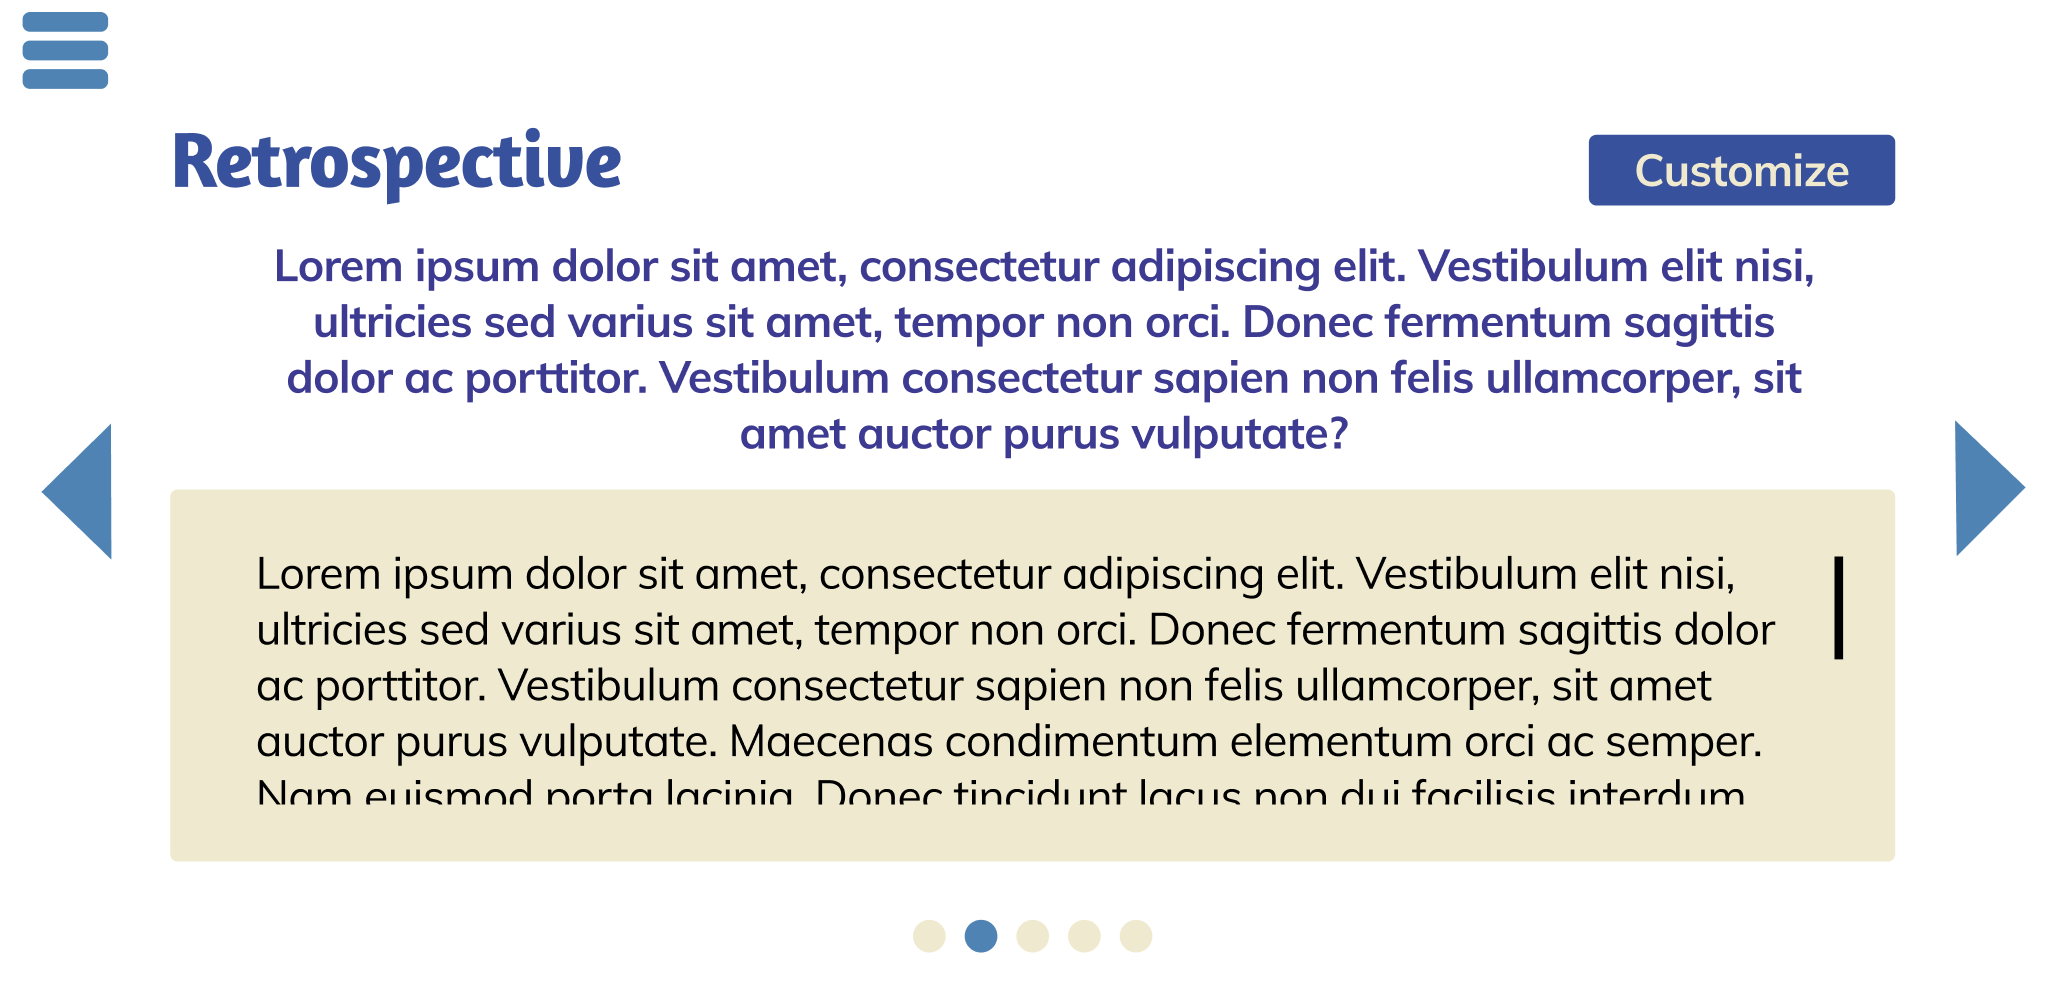 Retrospective
Customize
Lorem ipsum dolor sit amet, consectetur adipiscing elit. Vestibulum elit nisi,
ultricies sed varius sit amet, tempor non orci. Donec fermentum sagittis
dolor ac porttitor. Vestibulum consectetur sapien non felis ullamcorper, sit
amet auctor purus vulputate?
Lorem ipsum dolor sit amet, consectetur adipiscing elit. Vestibulum elit nisi,
ultricies sed varius sit amet, tempor non orci. Donec fermentum sagittis dolor
ac porttitor. Vestibulum consectetur sapien non felis ullamcorper, sit amet
auctor purus vulputate. Maecenas condimentum elementum orci ac semper.
Nam euismod porta lacinia. Donec tincidunt lacus non dui facilisis interdum